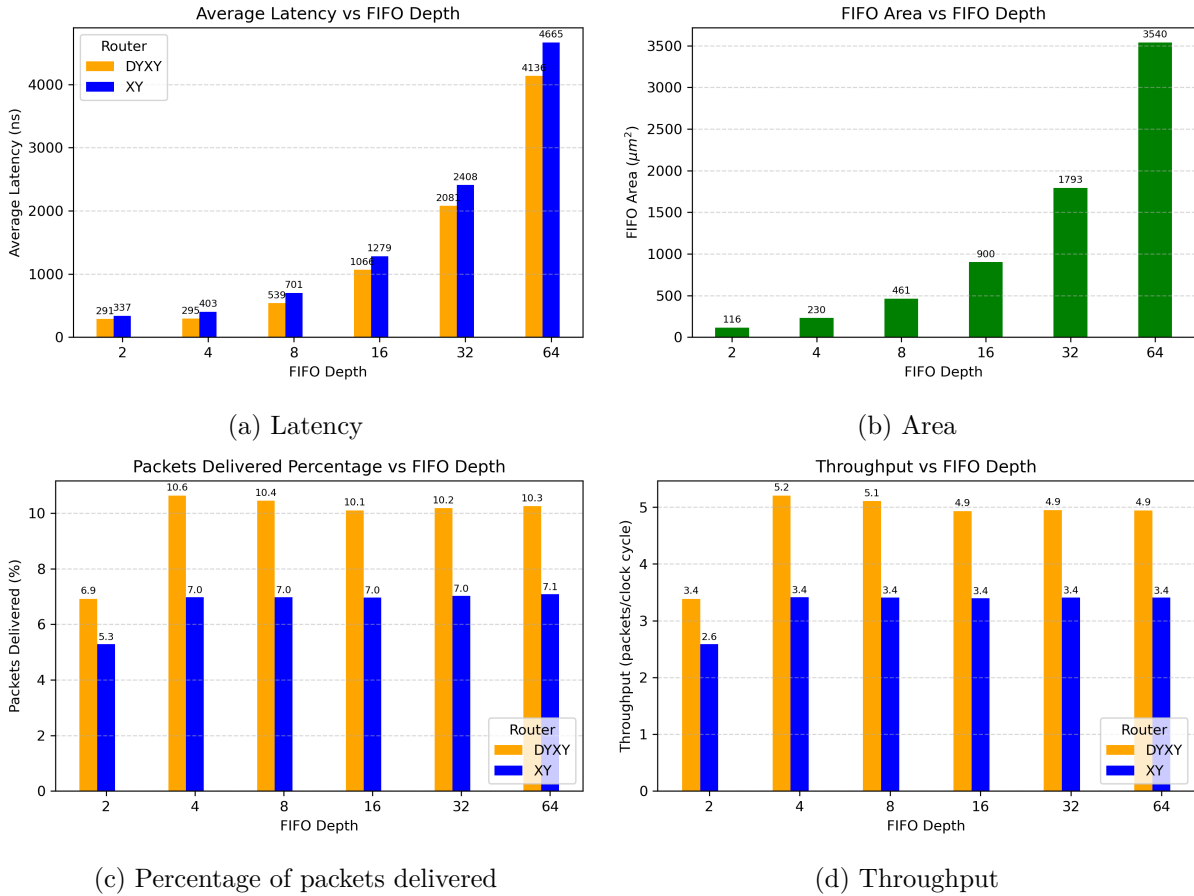 Average Latency vs FIFO Depth
Average Latency (ns)
4000
3000
2000
1000
0
Router
DYXY
XY
291 337 295 403 539 701 1066 1279 2081 2408 4136 4665
2 4 8 16 32 64
FIFO Depth
(a) Latency
FIFO Area vs FIFO Depth
FIFO Area (μm²)
3500
3000
2500
2000
1500
1000
500
0
116 230 461 900 1793 3540
2 4 8 16 32 64
FIFO Depth
(b) Area
Packets Delivered Percentage vs FIFO Depth
Packets Delivered (%)
10
8
6
4
2
0
6.9 5.3 10.6 7.0 10.4 7.0 10.1 7.0 10.2 7.0 10.3 7.1
Router
DYXY
XY
2 4 8 16 32 64
FIFO Depth
(c) Percentage of packets delivered
Throughput vs FIFO Depth
Throughput (packets/clock cycle)
5
4
3
2
1
0
3.4 2.6 5.2 3.4 5.1 3.4 4.9 3.4 4.9 3.4 4.9 3.4
Router
DYXY
XY
2 4 8 16 32 64
FIFO Depth
(d) Throughput